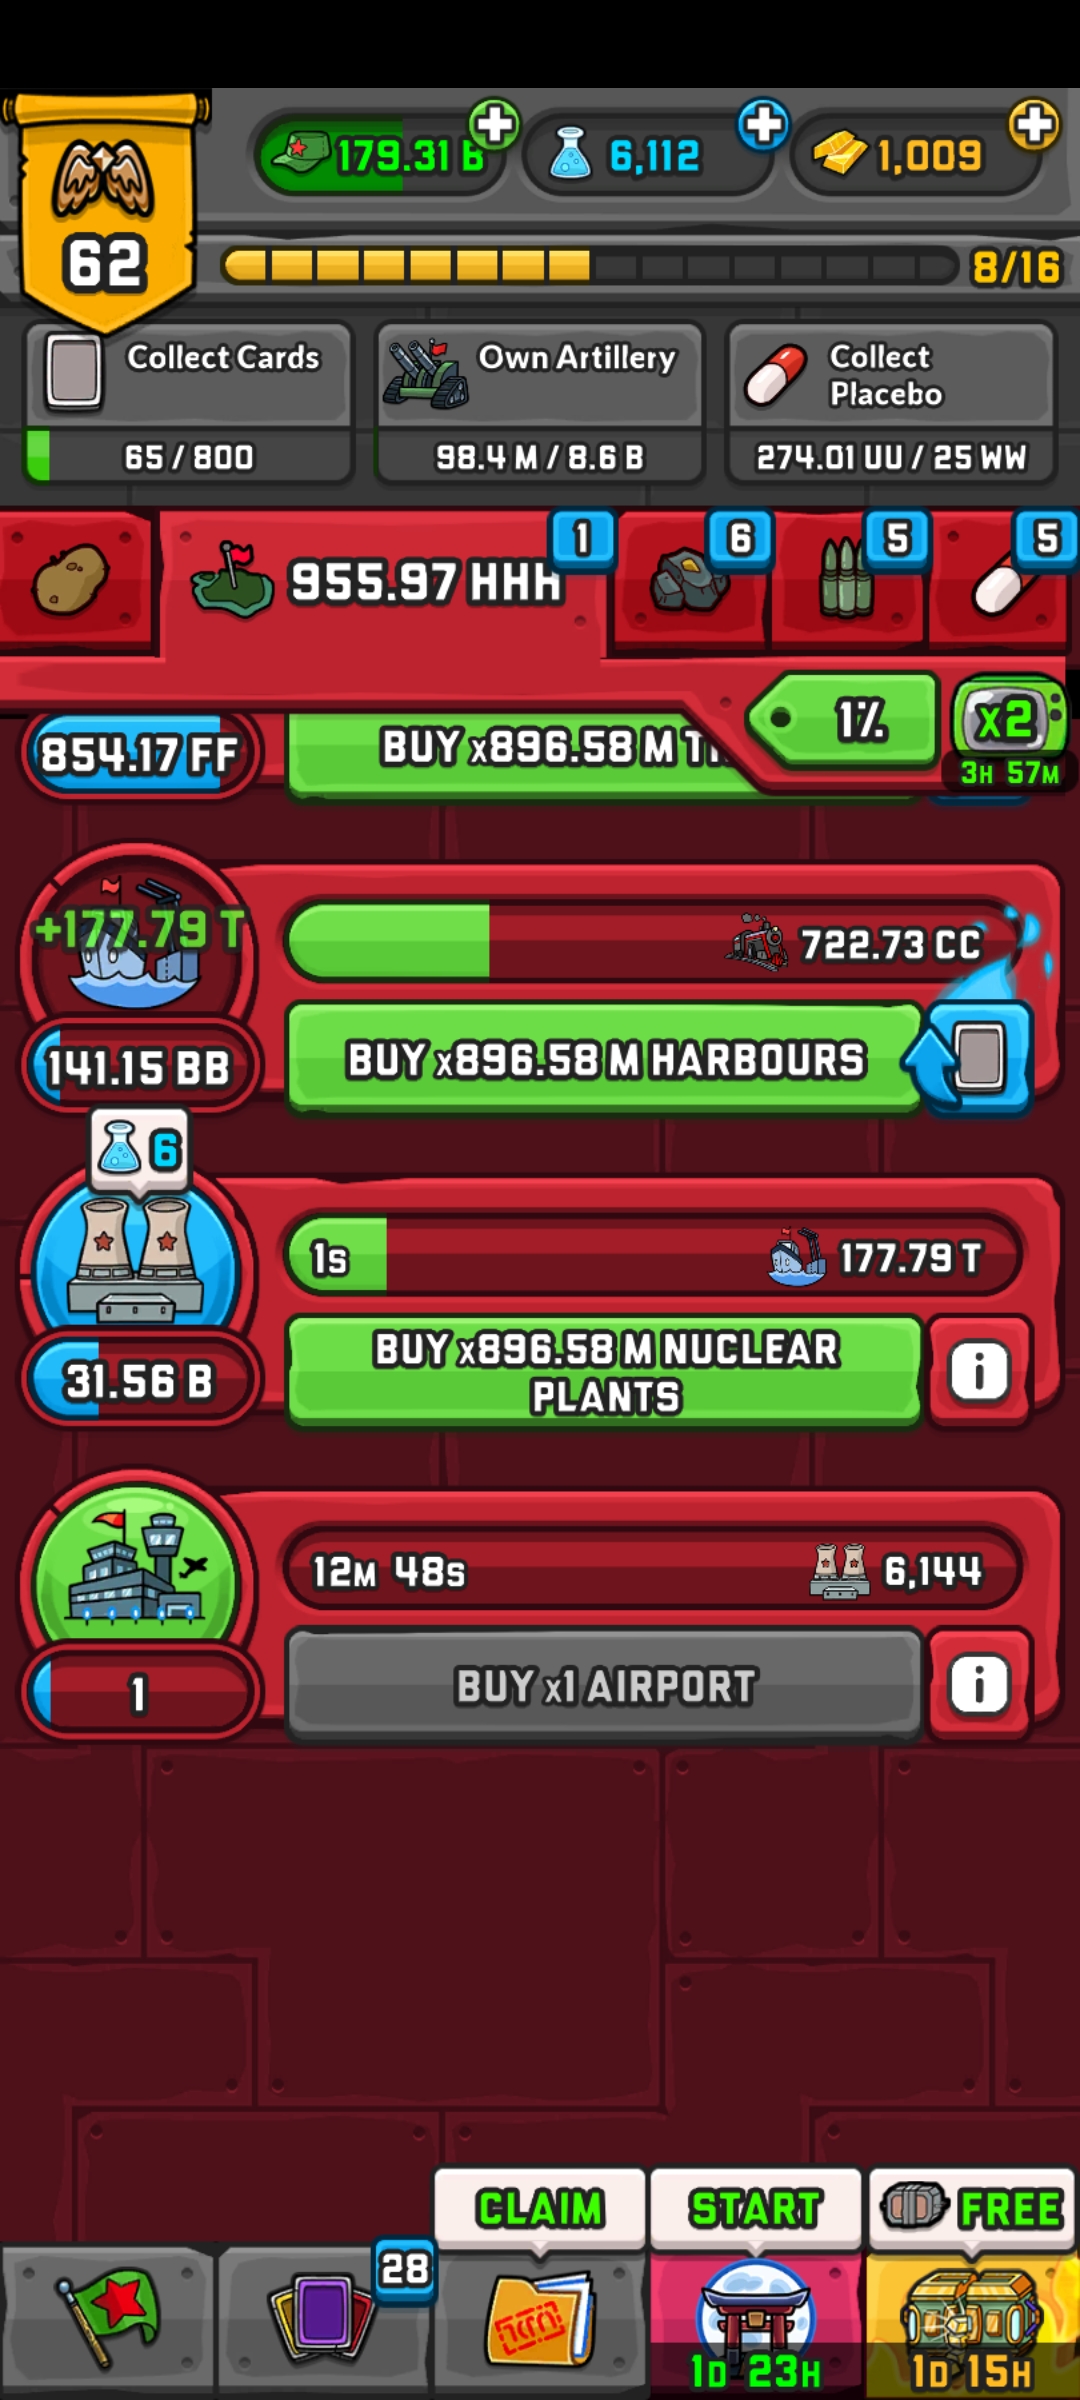 179.31 B
6,112
1,009
62
8/16
Collect Cards
65 / 800
Own Artillery
98.4 M / 8.6 B
Collect
Placebo
274.01 UU / 25 WW
955.97 HHH
1
6
5
5
1%
x2
3H 57M
854.17 FF
BUY x896.58 M
+177.79 T
722.73 CC
141.15 BB
BUY x896.58 M HARBOURS
6
1S
177.79 T
31.56 B
BUY x896.58 M NUCLEAR
PLANTS
12M 48S
6,144
1
BUY x1 AIRPORT
CLAIM
START
FREE
28
1D 23H
1D 15H